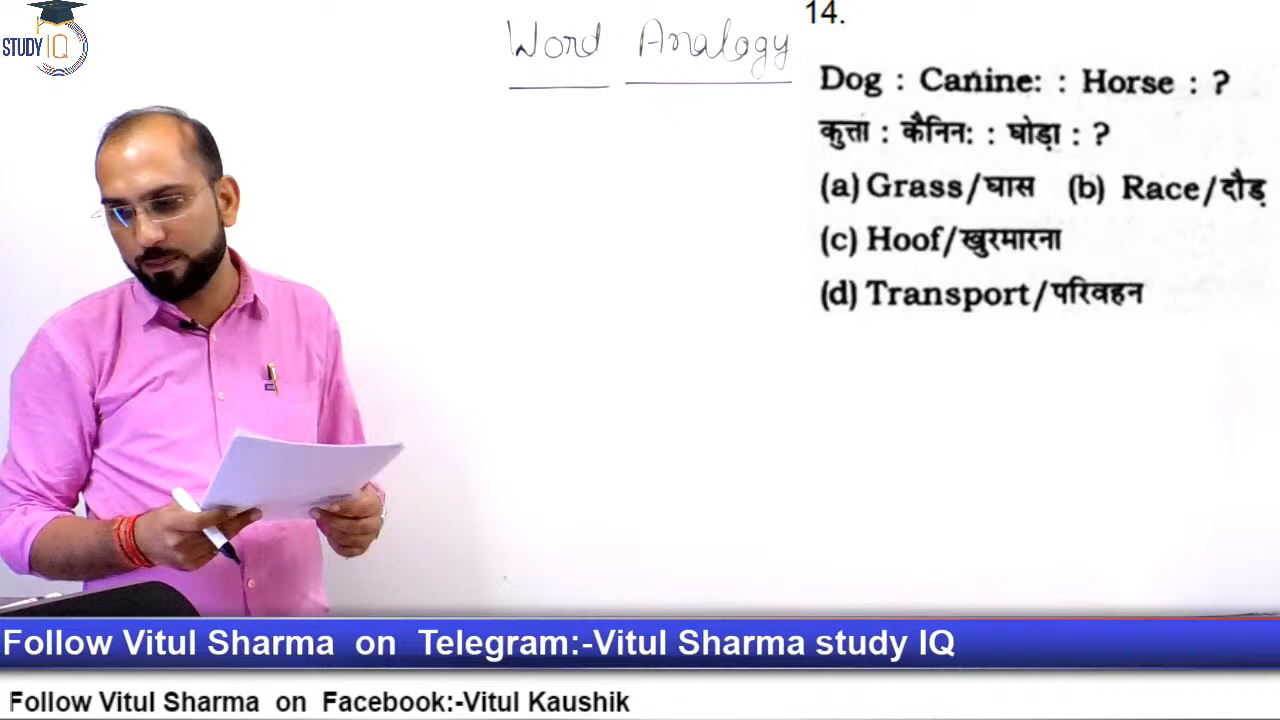 STUDY IQ
Word Analogy
14.
Dog : Canine: : Horse : ?
कुत्ता : कैनिन: : घोड़ा : ?
(a) Grass/घास (b) Race/दौड़
(c) Hoof/खुरमारना
(d) Transport/परिवहन
Follow Vitul Sharma on Telegram:-Vitul Sharma study IQ
Follow Vitul Sharma on Facebook:-Vitul Kaushik